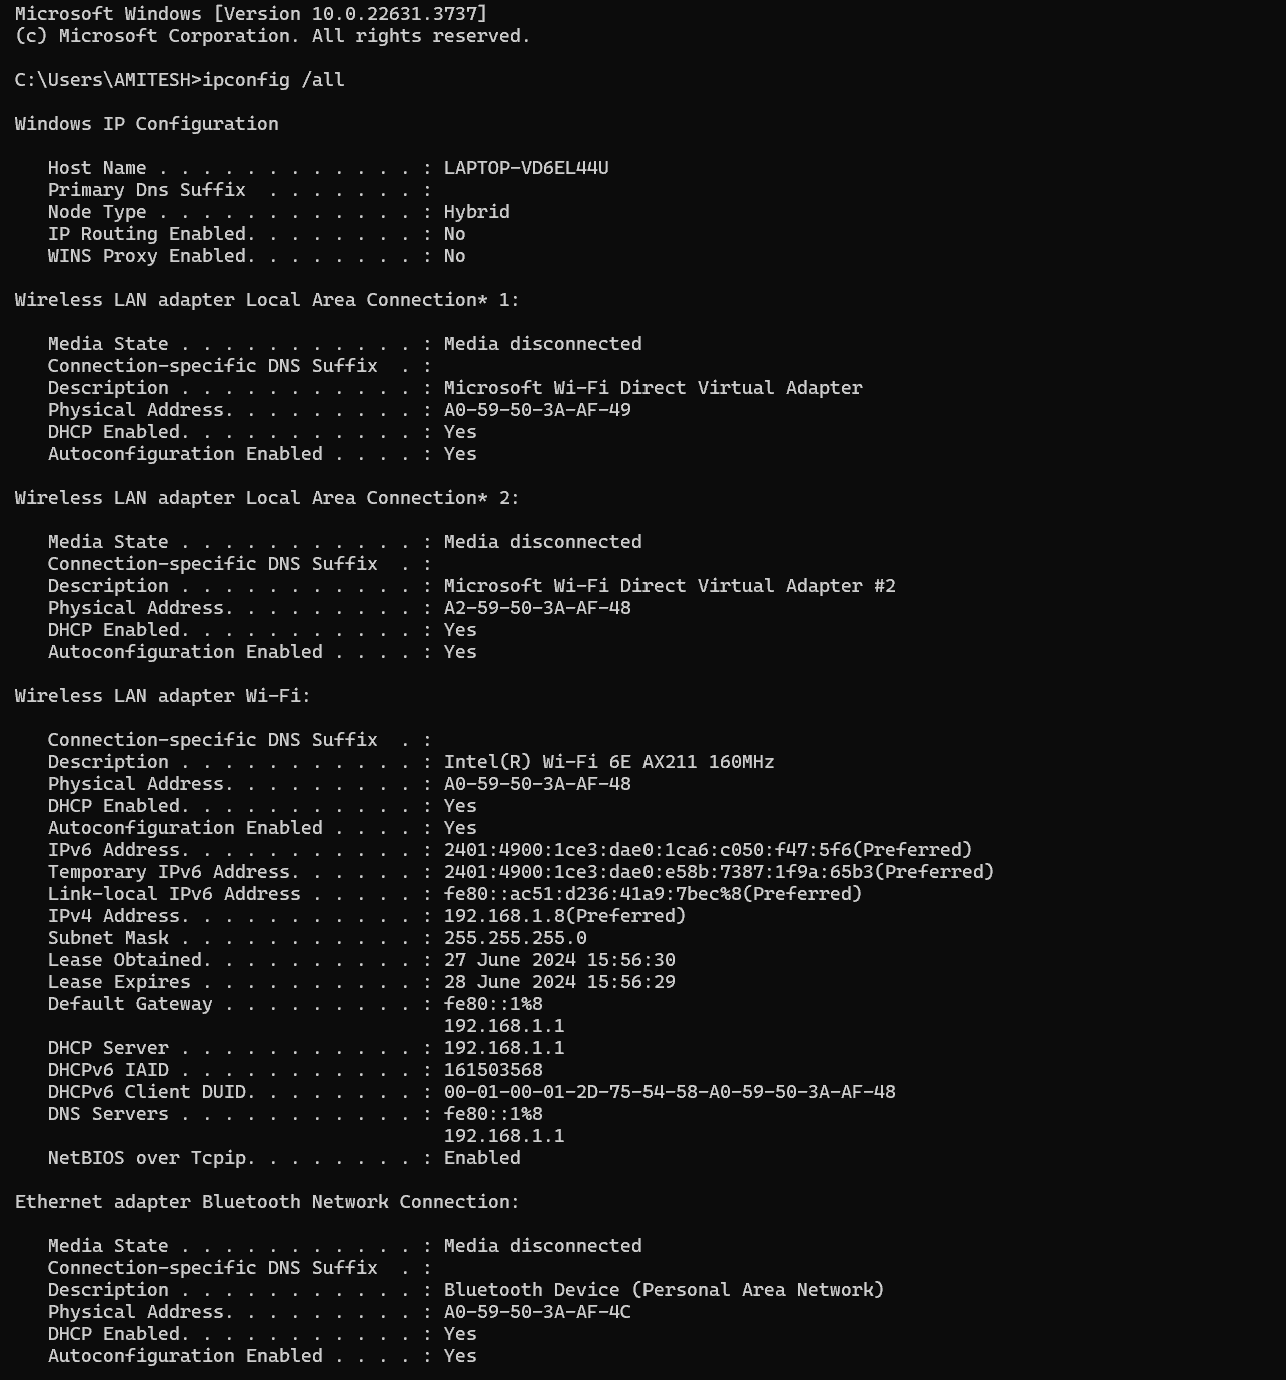 Microsoft Windows [Version 10.0.22631.3737]
(c) Microsoft Corporation. All rights reserved.
C:\Users\AMITESH>ipconfig /all
Windows IP Configuration
Host Name . . . . . . . . . . . . : LAPTOP-VD6EL44U
Primary Dns Suffix  . . . . . . . :
Node Type . . . . . . . . . . . . : Hybrid
IP Routing Enabled. . . . . . . . : No
WINS Proxy Enabled. . . . . . . . : No
Wireless LAN adapter Local Area Connection* 1:
Media State . . . . . . . . . . . : Media disconnected
Connection-specific DNS Suffix  . :
Description . . . . . . . . . . . : Microsoft Wi-Fi Direct Virtual Adapter
Physical Address. . . . . . . . . : A0-59-50-3A-AF-49
DHCP Enabled. . . . . . . . . . . : Yes
Autoconfiguration Enabled . . . . : Yes
Wireless LAN adapter Local Area Connection* 2:
Media State . . . . . . . . . . . : Media disconnected
Connection-specific DNS Suffix  . :
Description . . . . . . . . . . . : Microsoft Wi-Fi Direct Virtual Adapter #2
Physical Address. . . . . . . . . : A2-59-50-3A-AF-48
DHCP Enabled. . . . . . . . . . . : Yes
Autoconfiguration Enabled . . . . : Yes
Wireless LAN adapter Wi-Fi:
Connection-specific DNS Suffix  . :
Description . . . . . . . . . . . : Intel(R) Wi-Fi 6E AX211 160MHz
Physical Address. . . . . . . . . : A0-59-50-3A-AF-48
DHCP Enabled. . . . . . . . . . . : Yes
Autoconfiguration Enabled . . . . : Yes
IPv6 Address. . . . . . . . . . . : 2401:4900:1ce3:dae0:1ca6:c050:f47:5f6(Preferred)
Temporary IPv6 Address. . . . . . : 2401:4900:1ce3:dae0:e58b:7387:1f9a:65b3(Preferred)
Link-local IPv6 Address . . . . . : fe80::ac51:d236:41a9:7bec%8(Preferred)
IPv4 Address. . . . . . . . . . . : 192.168.1.8(Preferred)
Subnet Mask . . . . . . . . . . . : 255.255.255.0
Lease Obtained. . . . . . . . . . : 27 June 2024 15:56:30
Lease Expires . . . . . . . . . . : 28 June 2024 15:56:29
Default Gateway . . . . . . . . . : fe80::1%8
192.168.1.1
DHCP Server . . . . . . . . . . . : 192.168.1.1
DHCPv6 IAID . . . . . . . . . . . : 161503568
DHCPv6 Client DUID. . . . . . . . : 00-01-00-01-2D-75-54-58-A0-59-50-3A-AF-48
DNS Servers . . . . . . . . . . . : fe80::1%8
192.168.1.1
NetBIOS over Tcpip. . . . . . . . : Enabled
Ethernet adapter Bluetooth Network Connection:
Media State . . . . . . . . . . . : Media disconnected
Connection-specific DNS Suffix  . :
Description . . . . . . . . . . . : Bluetooth Device (Personal Area Network)
Physical Address. . . . . . . . . : A0-59-50-3A-AF-4C
DHCP Enabled. . . . . . . . . . . : Yes
Autoconfiguration Enabled . . . . : Yes